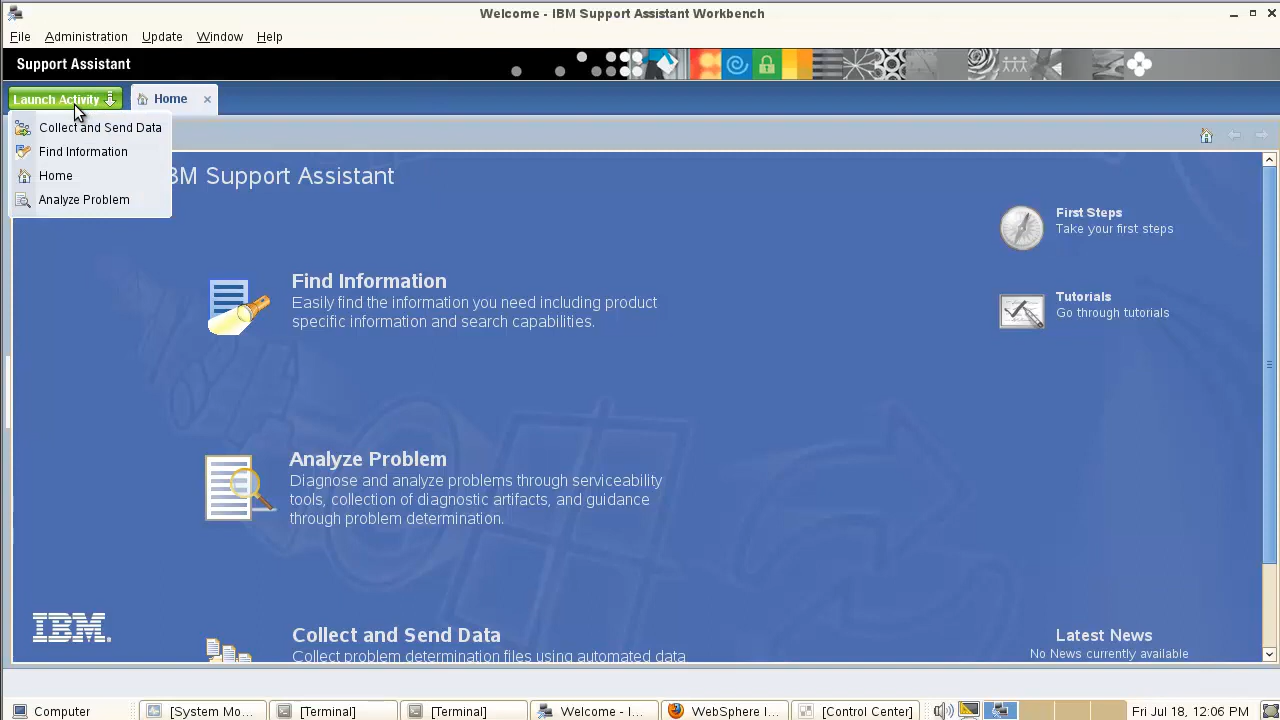 Welcome - IBM Support Assistant Workbench
File Administration Update Window Help
Support Assistant
Launch Activity
Home
Collect and Send Data
Find Information
Home
Analyze Problem
BM Support Assistant
First Steps
Take your first steps
Find Information
Easily find the information you need including product
specific information and search capabilities.
Tutorials
Go through tutorials
Analyze Problem
Diagnose and analyze problems through serviceability
tools, collection of diagnostic artifacts, and guidance
through problem determination.
IBM.
Collect and Send Data
Collect problem determination files using automated data
Latest News
No News currently available
Computer [System Mo... [Terminal] [Terminal] Welcome - I... WebSphere I... [Control Center] Fri Jul 18, 12:06 PM